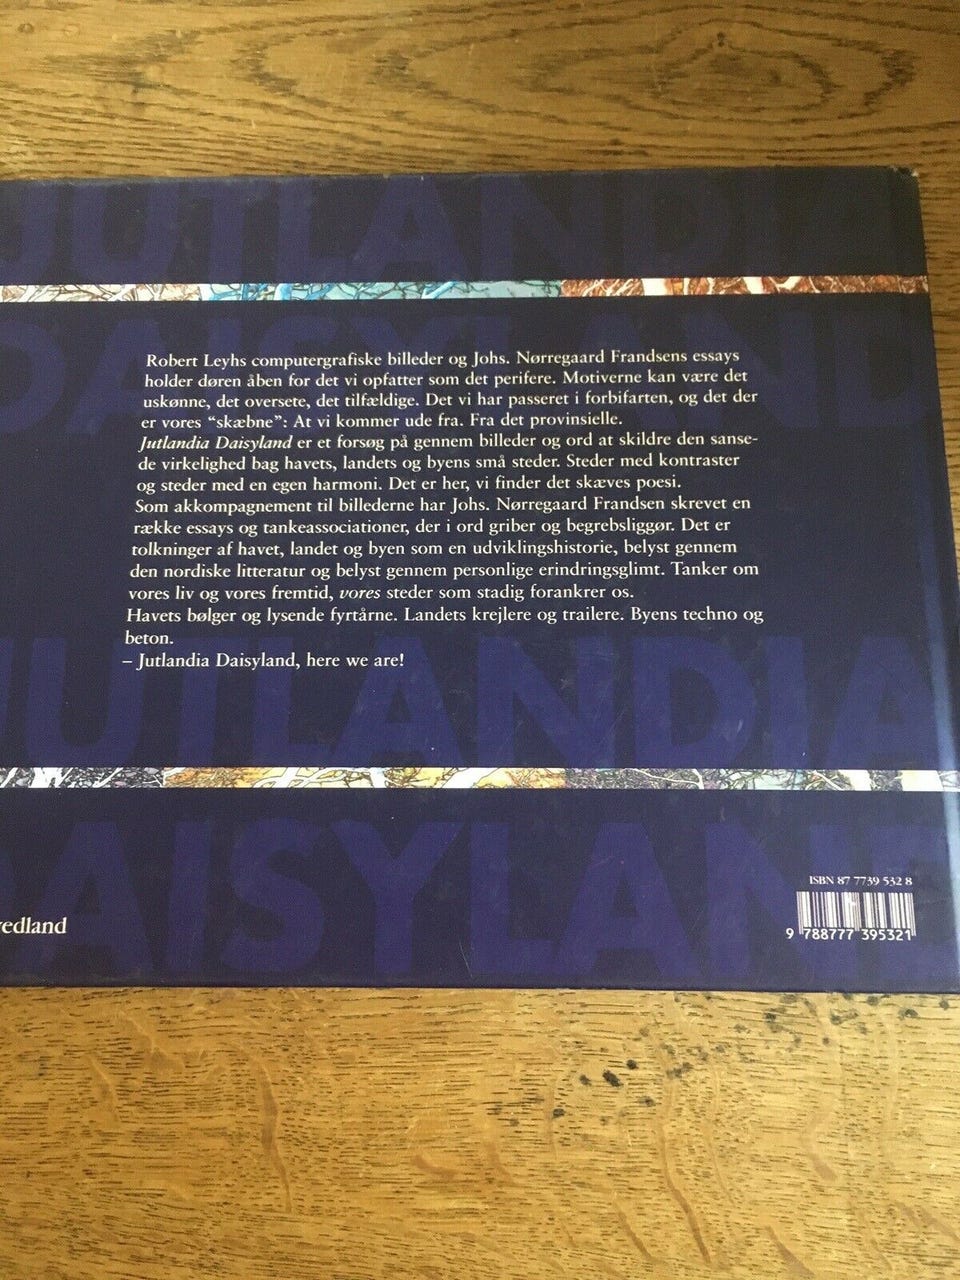 JUTLANDIA
DAISYLAND
Robert Leyhs computergrafiske billeder og Johs. Nørregaard Frandsens essays
holder døren åben for det vi opfatter som det perifere. Motiverne kan være det
uskønne, det oversete, det tilfældige. Det vi har passeret i forbifarten, og det der
er vores “skæbne”: At vi kommer ude fra. Fra det provinsielle.
Jutlandia Daisyland er et forsøg på gennem billeder og ord at skildre den sanse-
de virkelighed bag havets, landets og byens små steder. Steder med kontraster
og steder med en egen harmoni. Det er her, vi finder det skæves poesi.
Som akkompagnement til billederne har Johs. Nørregaard Frandsen skrevet en
række essays og tankeassociationer, der i ord griber og begrebsliggør. Det er
tolkninger af havet, landet og byen som en udviklingshistorie, belyst gennem
den nordiske litteratur og belyst gennem personlige erindringsglimt. Tanker om
vores liv og vores fremtid, vores steder som stadig forankrer os.
Havets bølger og lysende fyrtårne. Landets krejlere og trailere. Byens techno og
beton.
– Jutlandia Daisyland, here we are!
JUTLANDIA
DAISYLAND
vedland
ISBN 87 7739 532 8
9 788777 395321